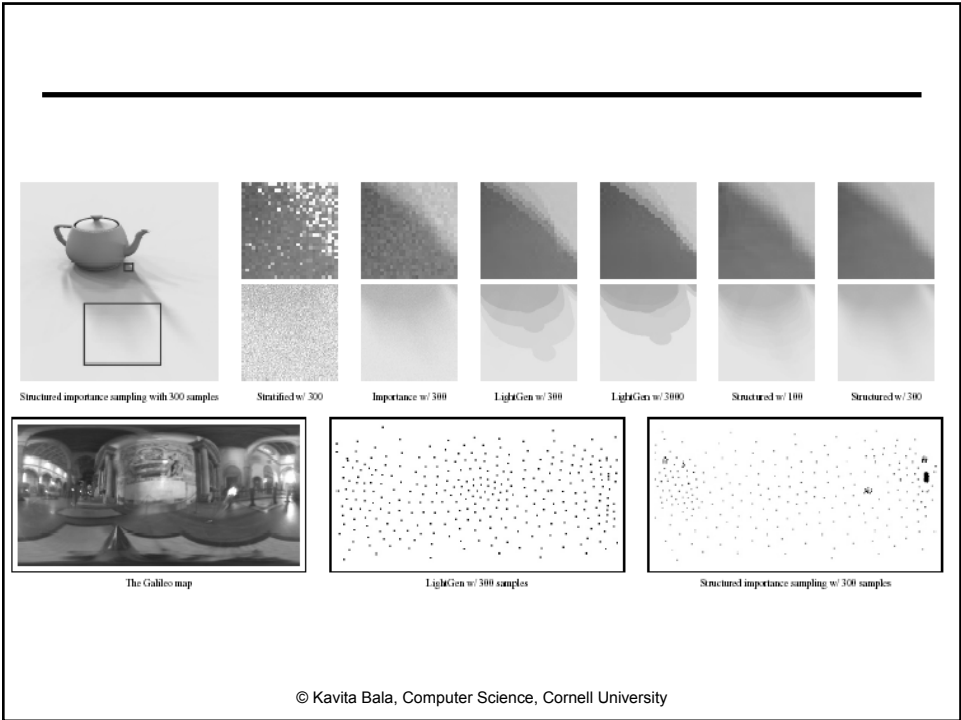 Structured importance sampling with 300 samples
Stratified w/ 300
Importance w/ 300
LightGen w/ 300
LightGen w/ 3000
Structured w/ 100
Structured w/ 300
The Galileo map
LightGen w/ 300 samples
Structured importance sampling w/ 300 samples
© Kavita Bala, Computer Science, Cornell University